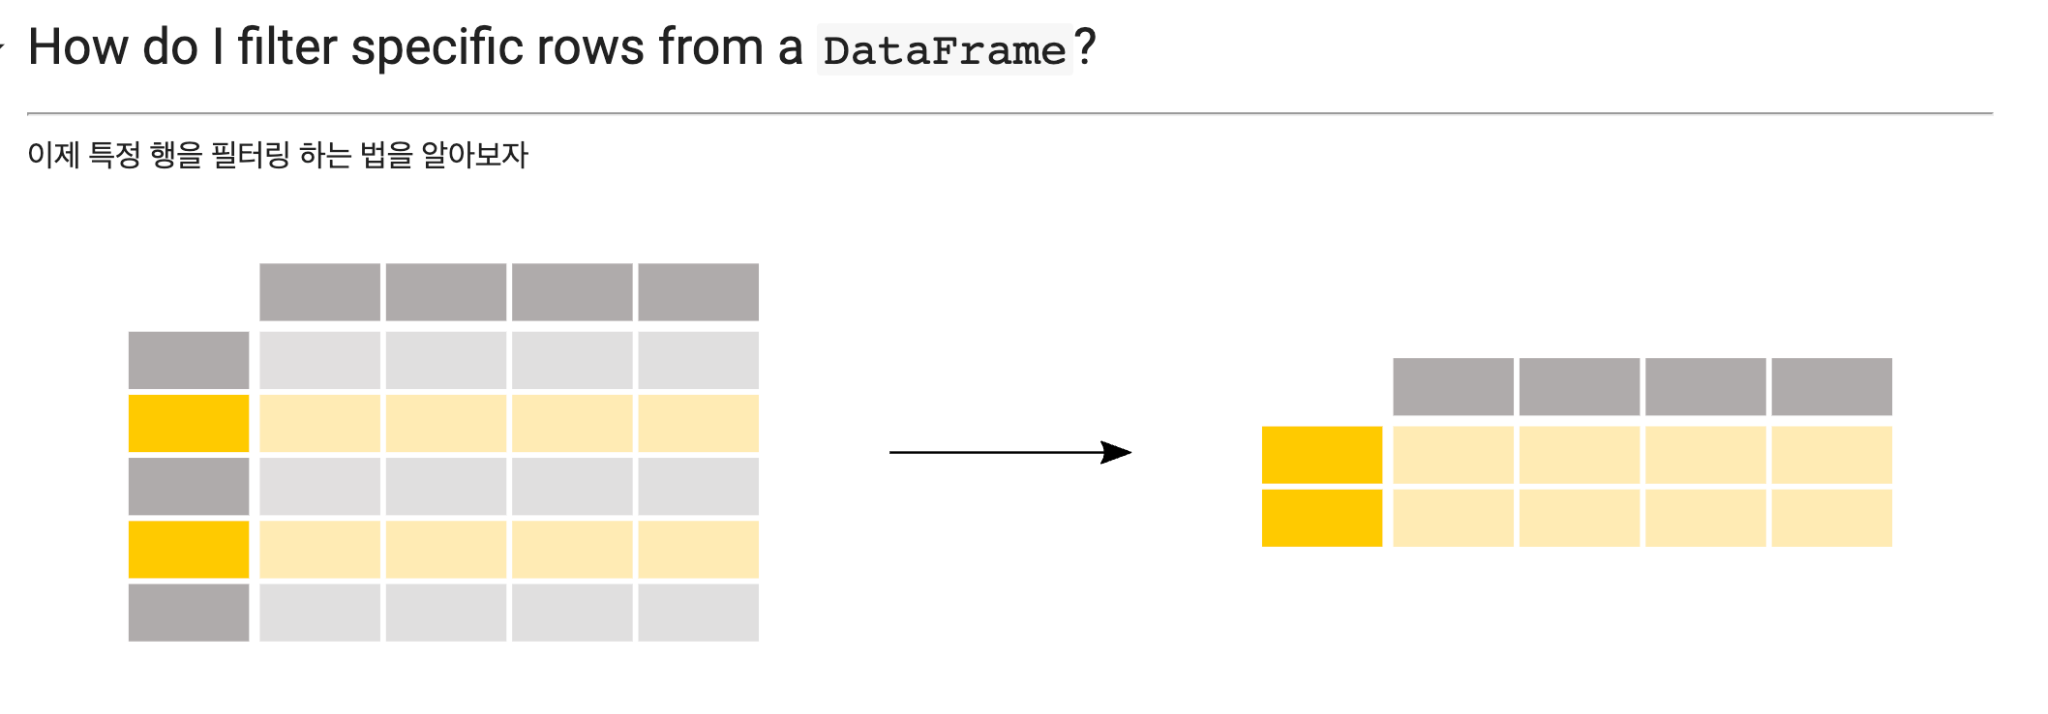 How do I filter specific rows from a DataFrame?
이제 특정 행을 필터링 하는 법을 알아보자